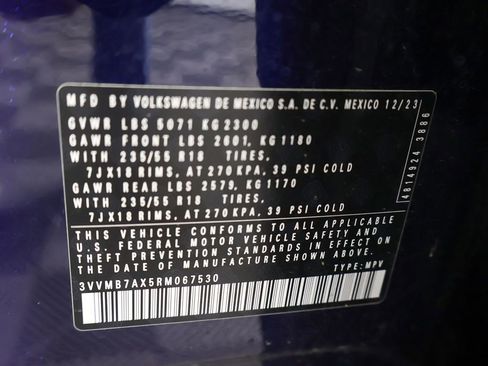 MFD BY VOLKSWAGEN DE MEXICO S.A. DE C.V. MEXICO 12/23
GVWR LBS 5071 KG 2300
GAWR FRONT LBS 2601, KG 1180
WITH 235/55 R18 TIRES,
7JX18 RIMS, AT 270 KPA, 39 PSI COLD
GAWR REAR LBS 2579, KG 1170
WITH 235/55 R18 TIRES,
7JX18 RIMS, AT 270 KPA, 39 PSI COLD
THIS VEHICLE CONFORMS TO ALL APPLICABLE
U.S. FEDERAL MOTOR VEHICLE SAFETY AND
THEFT PREVENTION STANDARDS IN EFFECT ON
THE DATE OF MANUFACTURE SHOWN ABOVE.
3VVMB7AX5RM067530 TYPE: MPV
4814924 3886